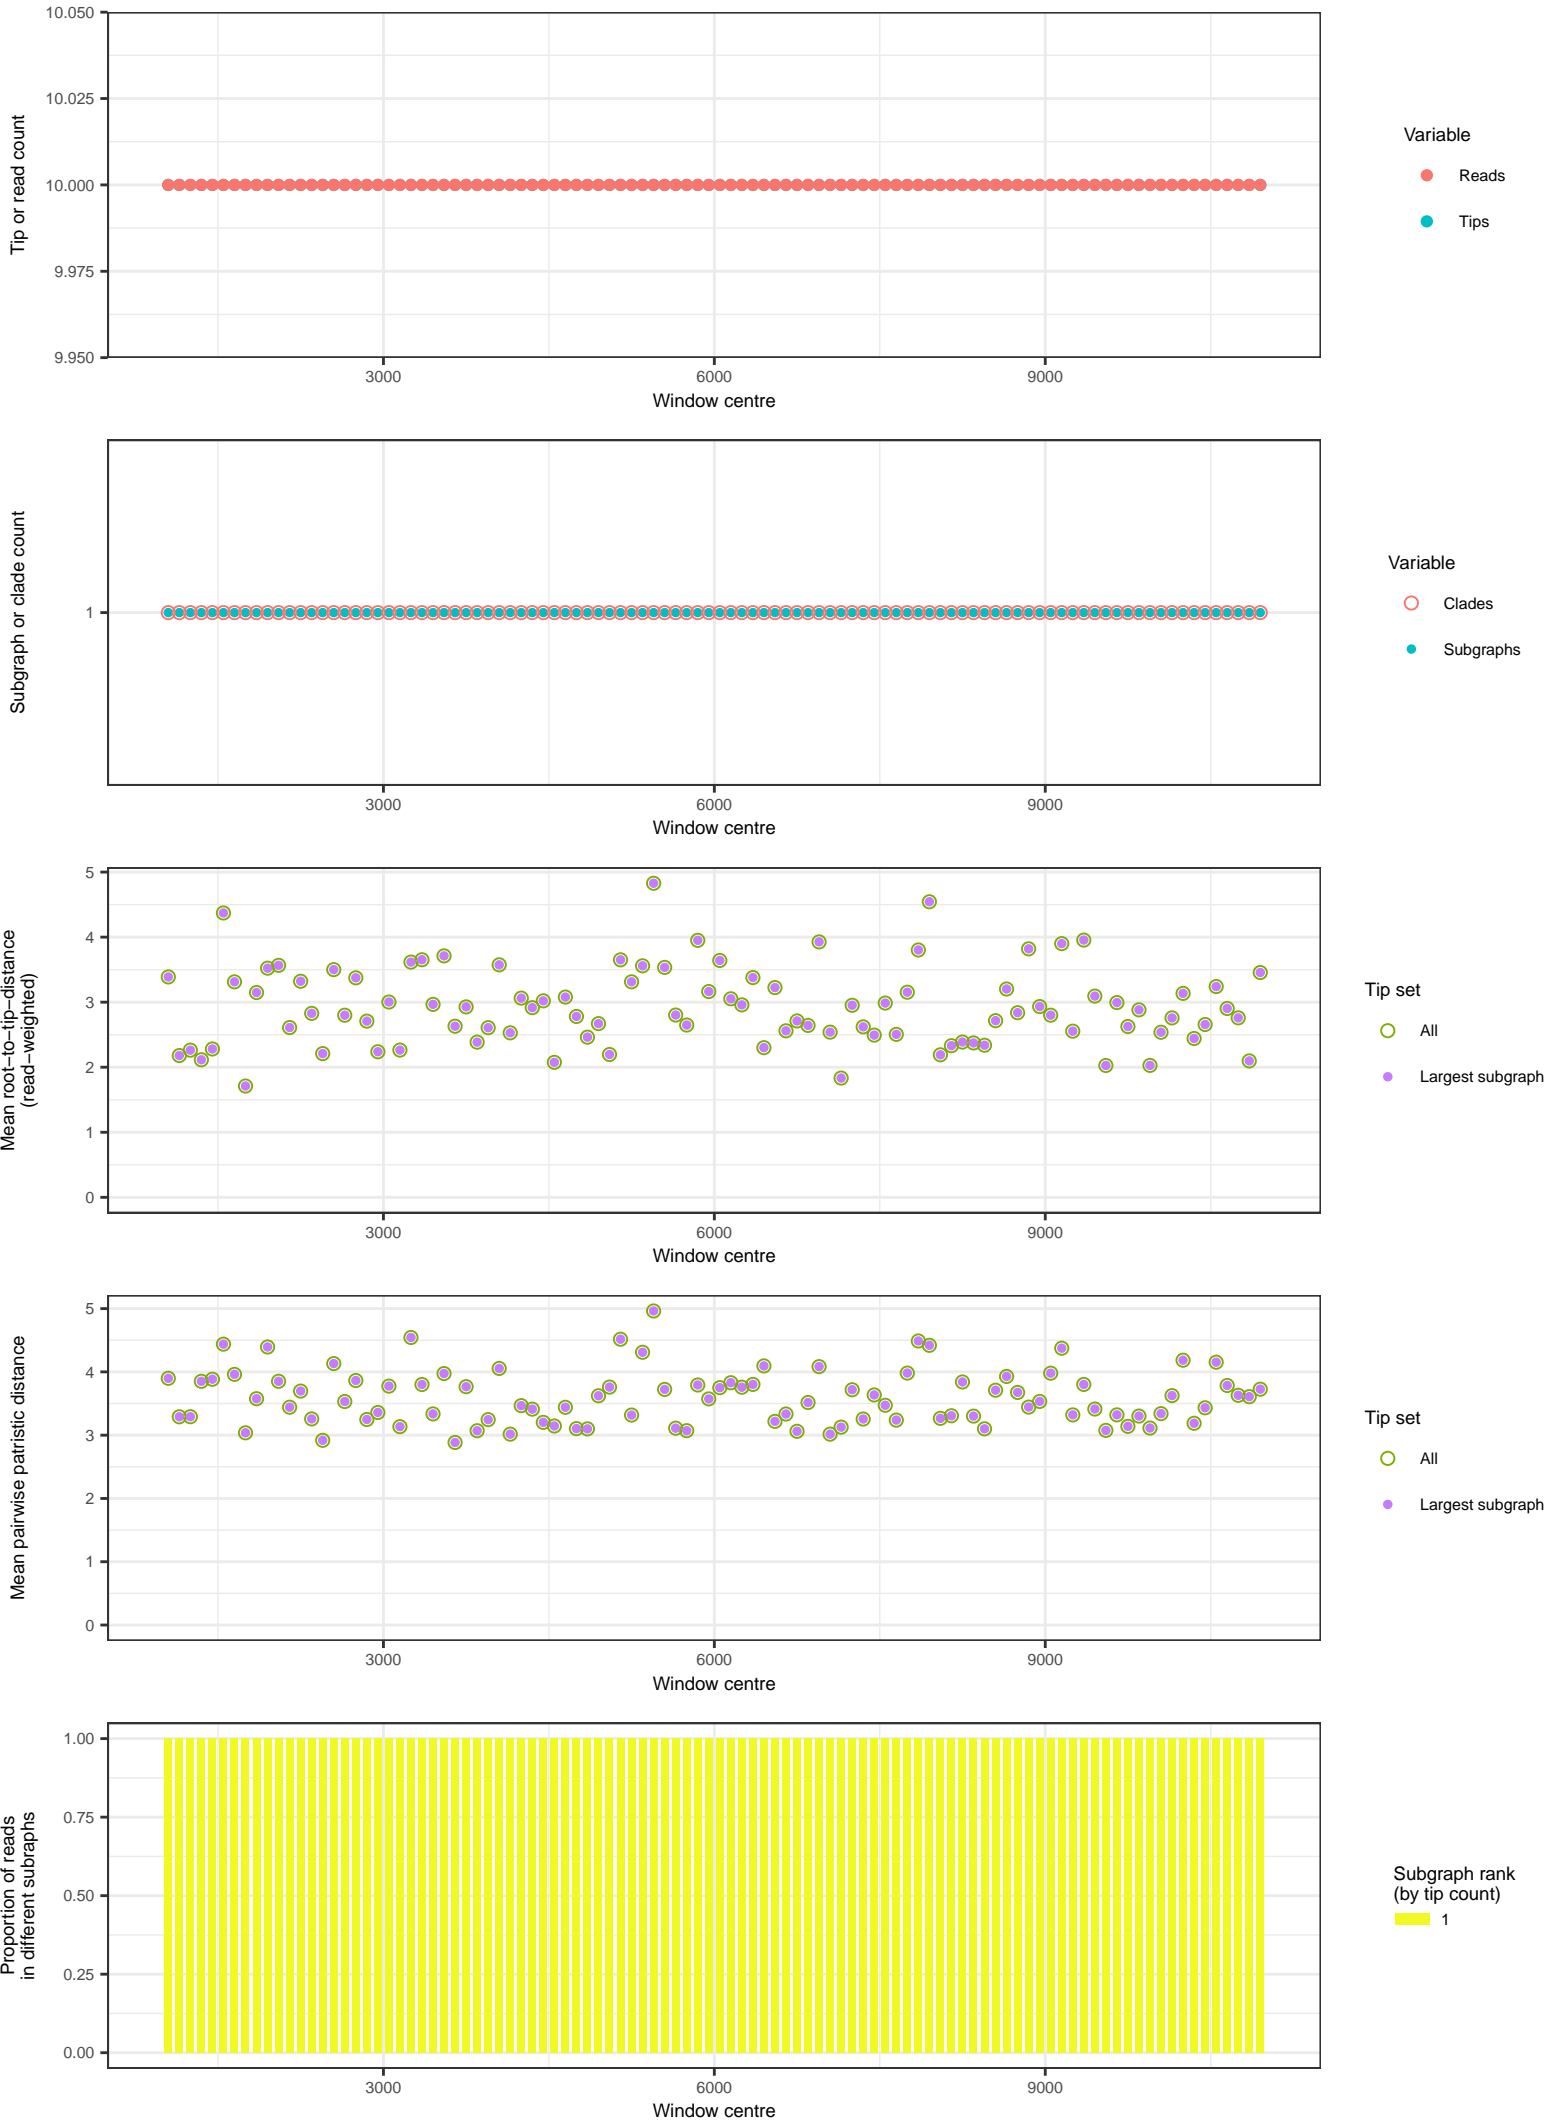 10.050
10.025
10.000
9.975
9.950
Tip or read count
3000
6000
9000
Window centre
Variable
Reads
Tips
1
Subgraph or clade count
3000
6000
9000
Window centre
Variable
Clades
Subgraphs
5
4
3
2
1
0
Mean root−to−tip−distance
(read−weighted)
3000
6000
9000
Window centre
Tip set
All
Largest subgraph
5
4
3
2
1
0
Mean pairwise patristic distance
3000
6000
9000
Window centre
Tip set
All
Largest subgraph
1.00
0.75
0.50
0.25
0.00
Proportion of reads
in different subraphs
3000
6000
9000
Window centre
Subgraph rank
(by tip count)
1